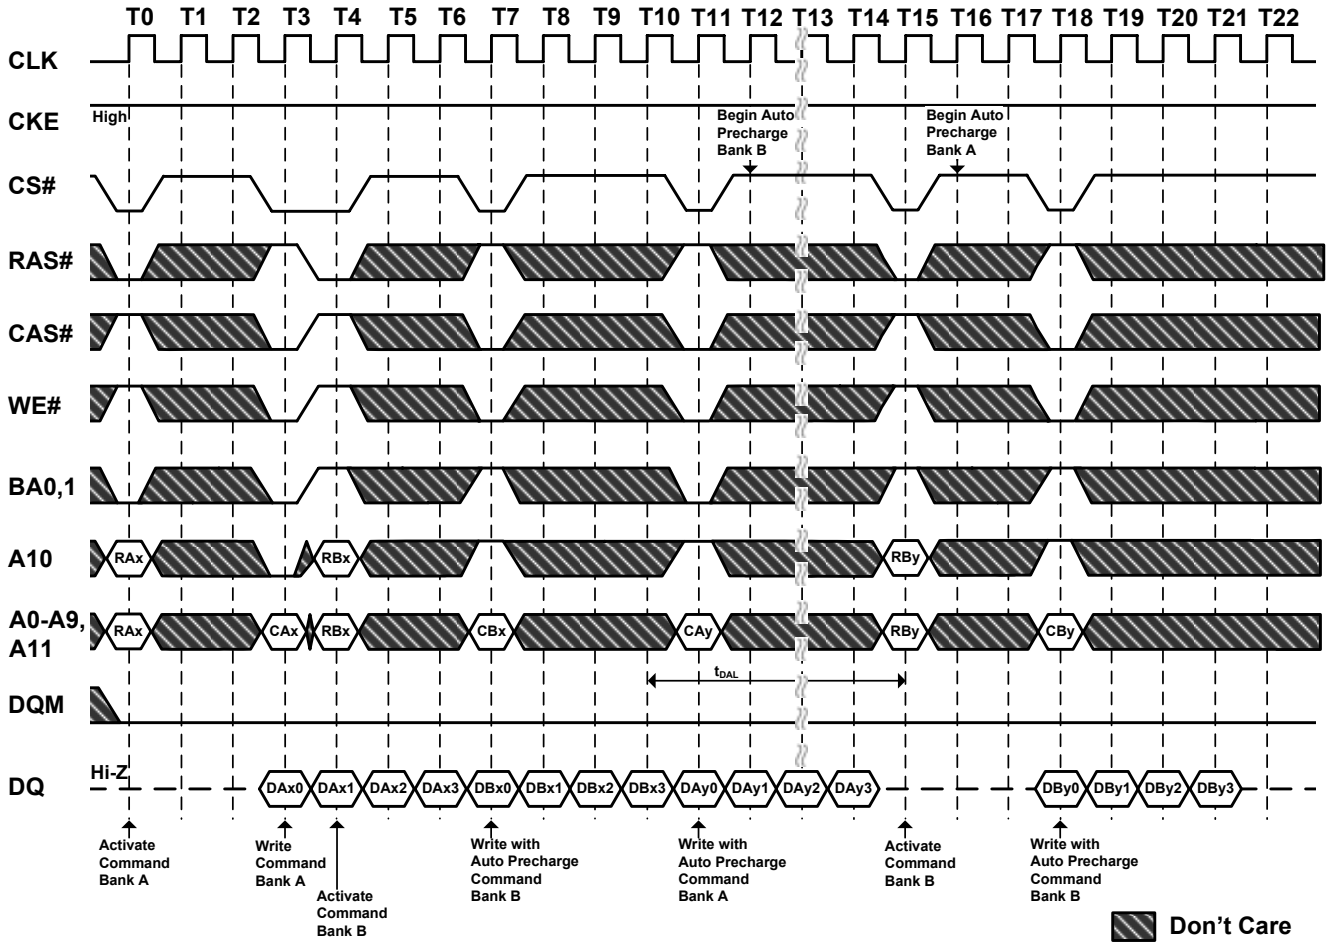 T0 T1 T2 T3 T4 T5 T6 T7 T8 T9 T10 T11 T12 T13 T14 T15 T16 T17 T18 T19 T20 T21 T22
CLK
CKE
High
Begin Auto
Precharge
Bank B
Begin Auto
Precharge
Bank A
CS#
RAS#
CAS#
WE#
BA0,1
A10
RAx RBx RBy
A0-A9,
A11
RAx CAx RBx CBx CAy RBy CBy
tDAL
DQM
Hi-Z
DQ
DAx0 DAx1 DAx2 DAx3 DBx0 DBx1 DBx2 DBx3 DAy0 DAy1 DAy2 DAy3 DBy0 DBy1 DBy2 DBy3
Activate
Command
Bank A
Write
Command
Bank A
Activate
Command
Bank B
Write with
Auto Precharge
Command
Bank B
Write with
Auto Precharge
Command
Bank A
Activate
Command
Bank B
Write with
Auto Precharge
Command
Bank B
Don't Care